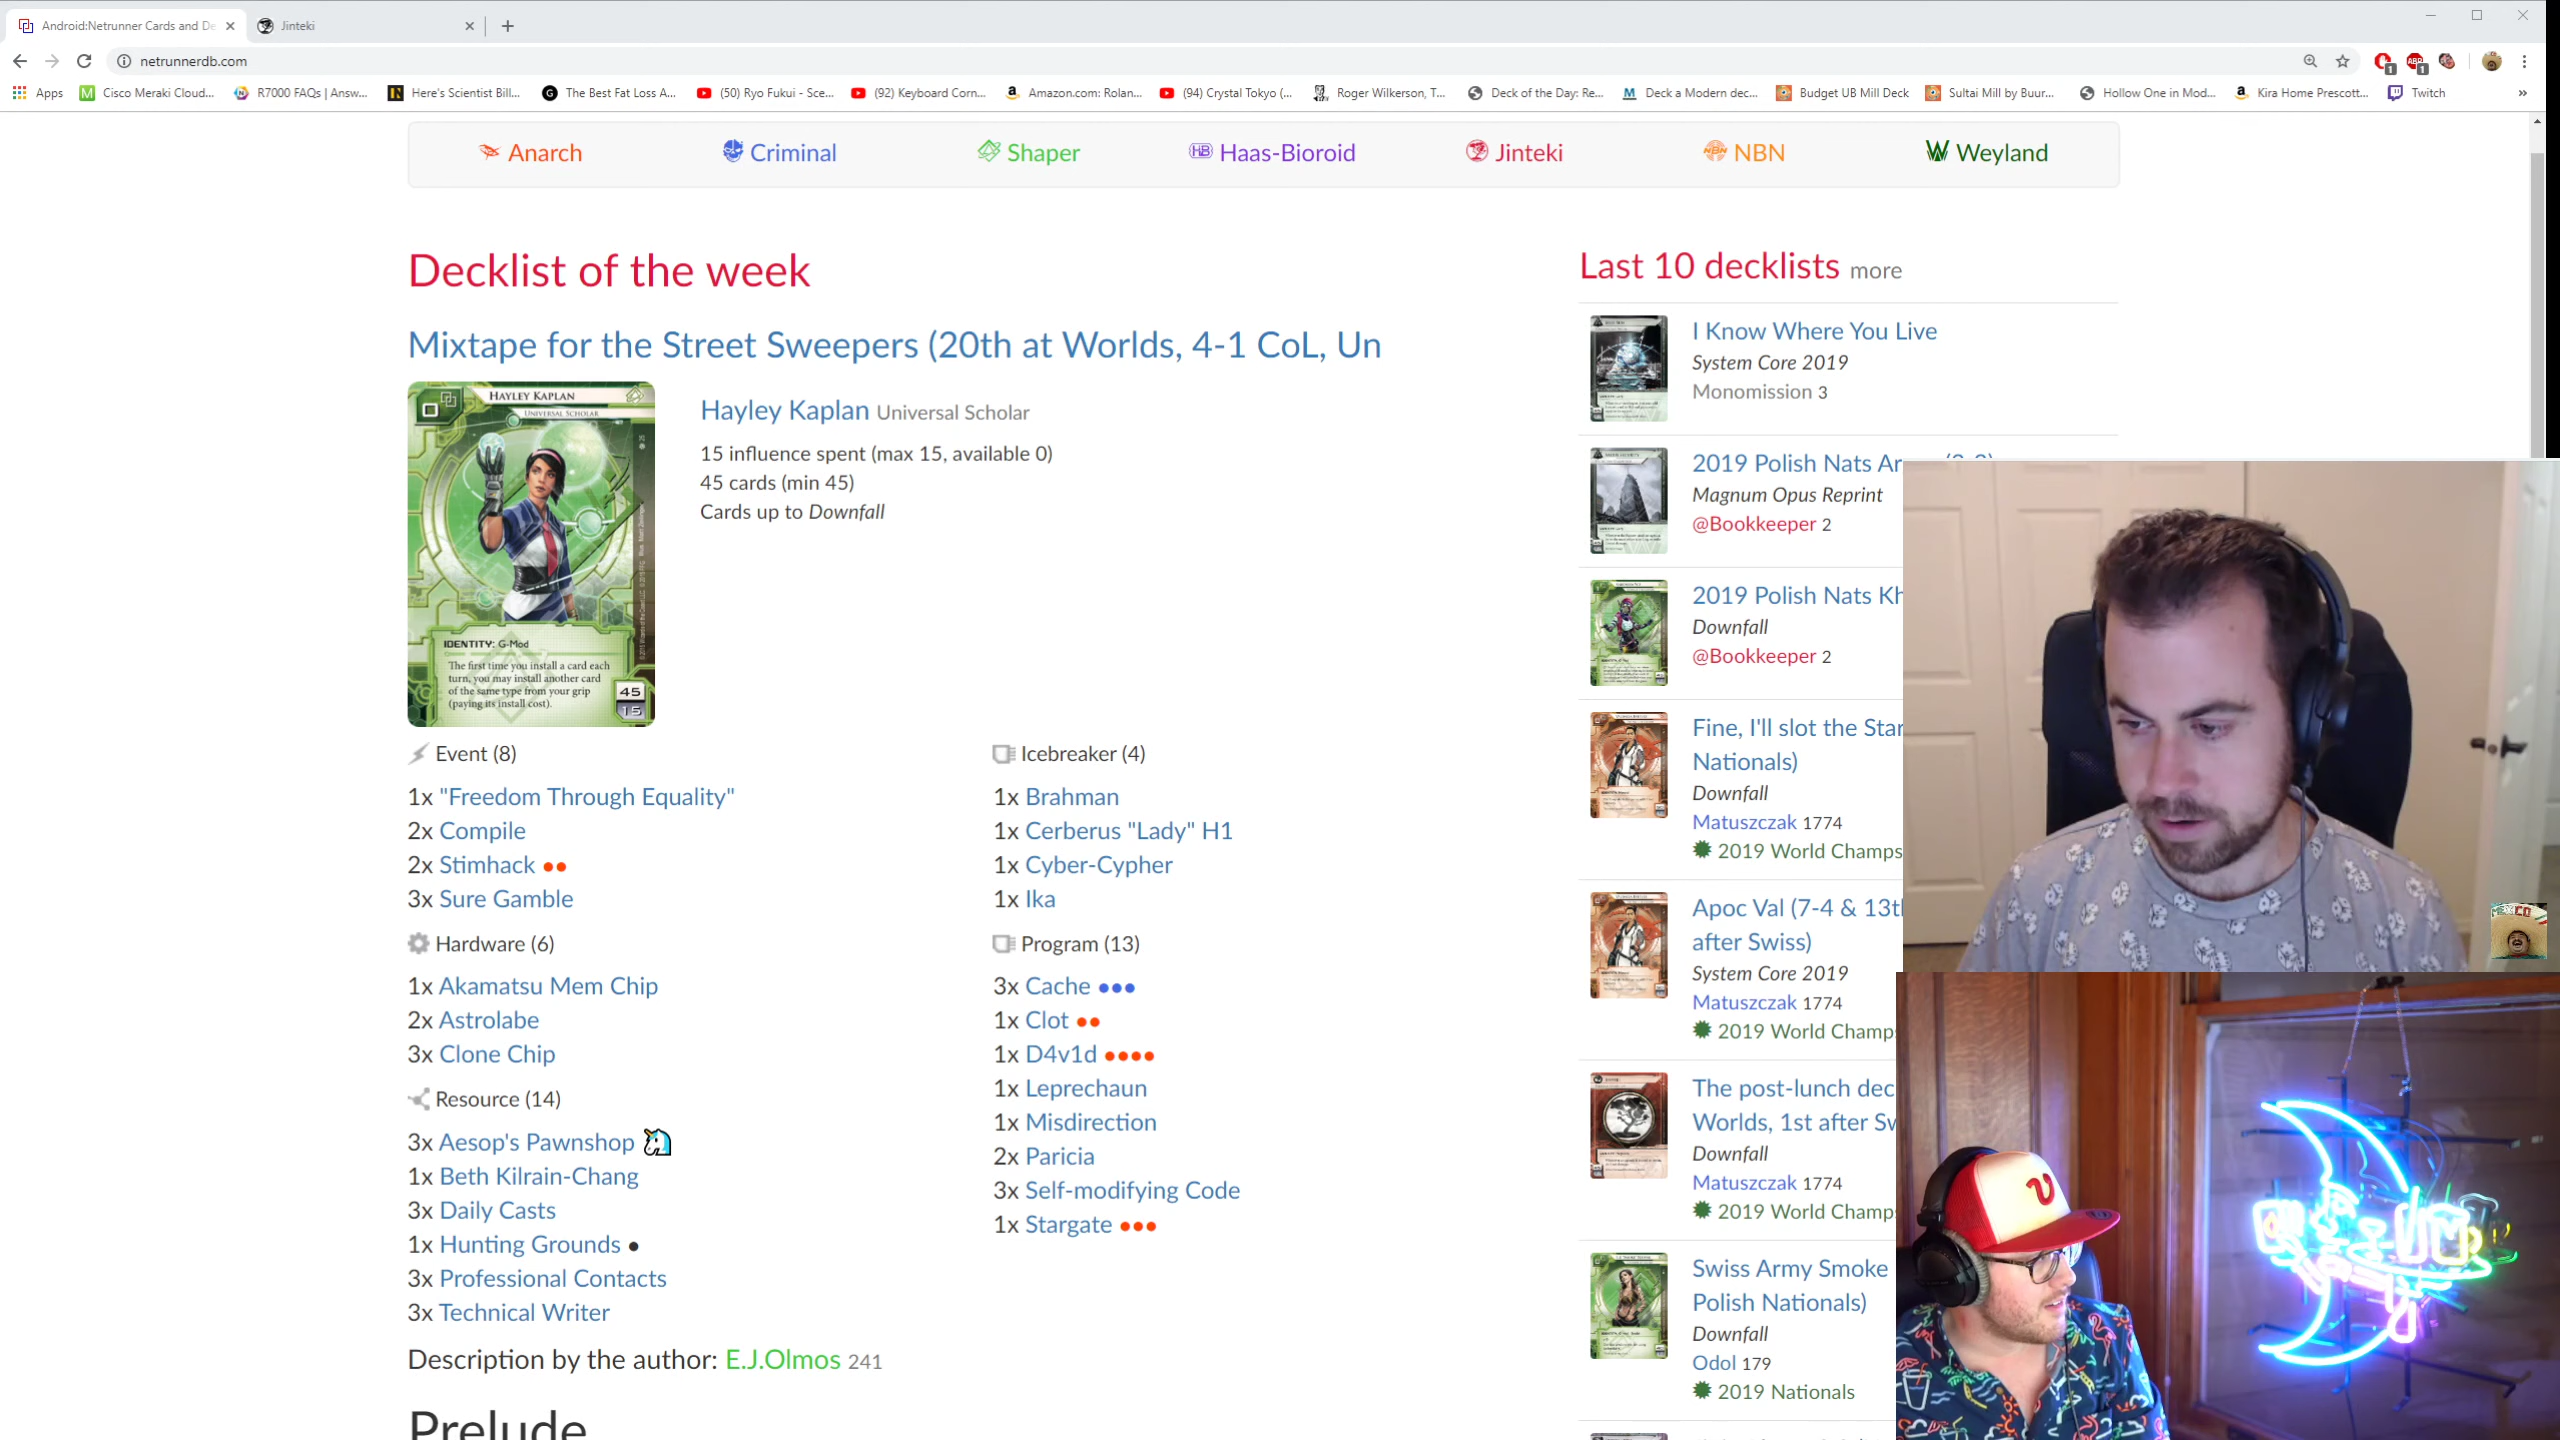 Android:Netrunner Cards and De
Jinteki
netrunnerdb.com
Apps
Cisco Meraki Cloud...
R7000 FAQs | Answ...
Here's Scientist Bill...
The Best Fat Loss A...
(50) Ryo Fukui - Sce...
(92) Keyboard Corn...
Amazon.com: Rolan...
(94) Crystal Tokyo (...
Roger Wilkerson, T...
Deck of the Day: Re...
Deck a Modern dec...
Budget UB Mill Deck
Sultai Mill by Buur...
Hollow One in Mod...
Kira Home Prescott...
Twitch
Anarch
Criminal
Shaper
Haas-Bioroid
Jinteki
NBN
Weyland
Decklist of the week
Mixtape for the Street Sweepers (20th at Worlds, 4-1 CoL, Un
HAYLEY KAPLAN
UNIVERSAL SCHOLAR
IDENTITY: G-Mod
The first time you install a card each
turn, you may install another card
of the same type from your grip
(paying its install cost).
45
15
Hayley Kaplan Universal Scholar
15 influence spent (max 15, available 0)
45 cards (min 45)
Cards up to Downfall
Event (8)
1x "Freedom Through Equality"
2x Compile
2x Stimhack ●●
3x Sure Gamble
Hardware (6)
1x Akamatsu Mem Chip
2x Astrolabe
3x Clone Chip
Resource (14)
3x Aesop's Pawnshop
1x Beth Kilrain-Chang
3x Daily Casts
1x Hunting Grounds ●
3x Professional Contacts
3x Technical Writer
Icebreaker (4)
1x Brahman
1x Cerberus "Lady" H1
1x Cyber-Cypher
1x Ika
Program (13)
3x Cache ●●●
1x Clot ●●
1x D4v1d ●●●●
1x Leprechaun
1x Misdirection
2x Paricia
3x Self-modifying Code
1x Stargate ●●●
Description by the author: E.J.Olmos 241
Prelude
Last 10 decklists more
I Know Where You Live
System Core 2019
Monomission 3
2019 Polish Nats Ar
Magnum Opus Reprint
@Bookkeeper 2
2019 Polish Nats Kh
Downfall
@Bookkeeper 2
Fine, I'll slot the Star
Nationals)
Downfall
Matuszczak 1774
2019 World Champs
Apoc Val (7-4 & 13th
after Swiss)
System Core 2019
Matuszczak 1774
2019 World Champs
The post-lunch dec
Worlds, 1st after Sw
Downfall
Matuszczak 1774
2019 World Champs
Swiss Army Smoke
Polish Nationals)
Downfall
Odol 179
2019 Nationals
MEXICO